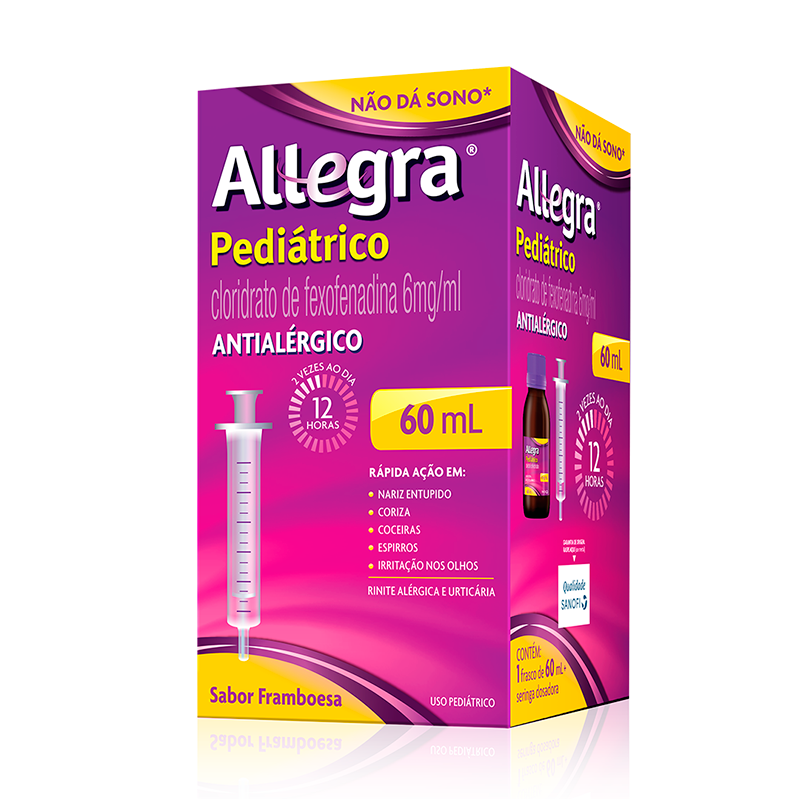 NÃO DÁ SONO*
Allegra®
Pediátrico
cloridrato de fexofenadina 6mg/ml
ANTIALÉRGICO
2 VEZES AO DIA
12
HORAS
60 mL
RÁPIDA AÇÃO EM:
• NARIZ ENTUPIDO
• CORIZA
• COCEIRAS
• ESPIRROS
• IRRITAÇÃO NOS OLHOS
RINITE ALÉRGICA E URTICÁRIA
Sabor Framboesa
USO PEDIÁTRICO
NÃO DÁ SONO*
Allegra®
Pediátrico
cloridrato de fexofenadina 6mg/ml
ANTIALÉRGICO
60 mL
2 VEZES AO DIA
12
HORAS
Allegra
Pediátrico
Qualidade
SANOFI
CONTÉM:
1 frasco de 60 mL+
seringa dosadora